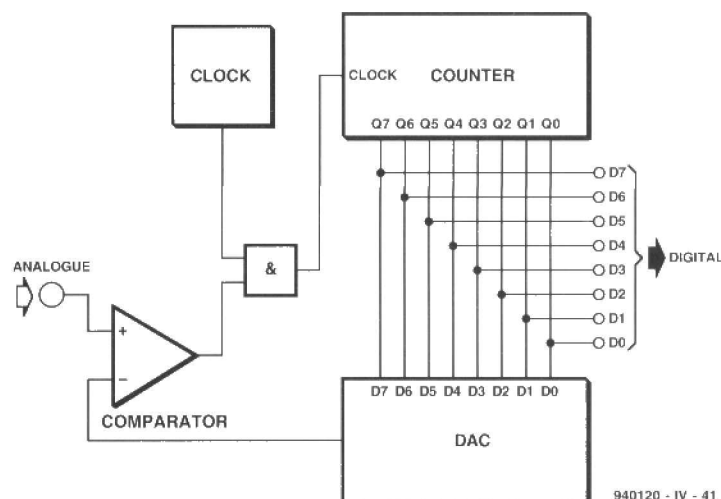 CLOCK
CLOCK COUNTER
Q7 Q6 Q5 Q4 Q3 Q2 Q1 Q0
D7
D6
D5
D4
D3
D2
D1
D0
DIGITAL
&
ANALOGUE
+
−
COMPARATOR
D7 D6 D5 D4 D3 D2 D1 D0
DAC
940120 - IV - 41